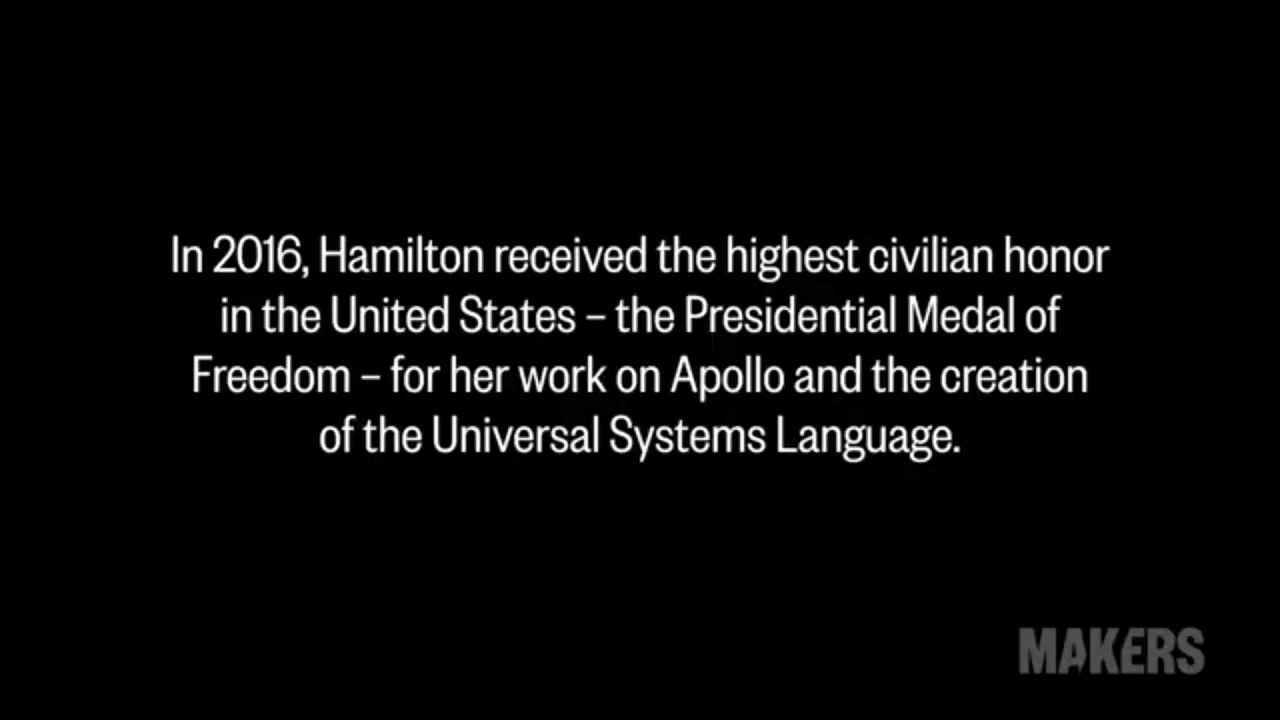 In 2016, Hamilton received the highest civilian honor
in the United States – the Presidential Medal of
Freedom – for her work on Apollo and the creation
of the Universal Systems Language.
MAKERS